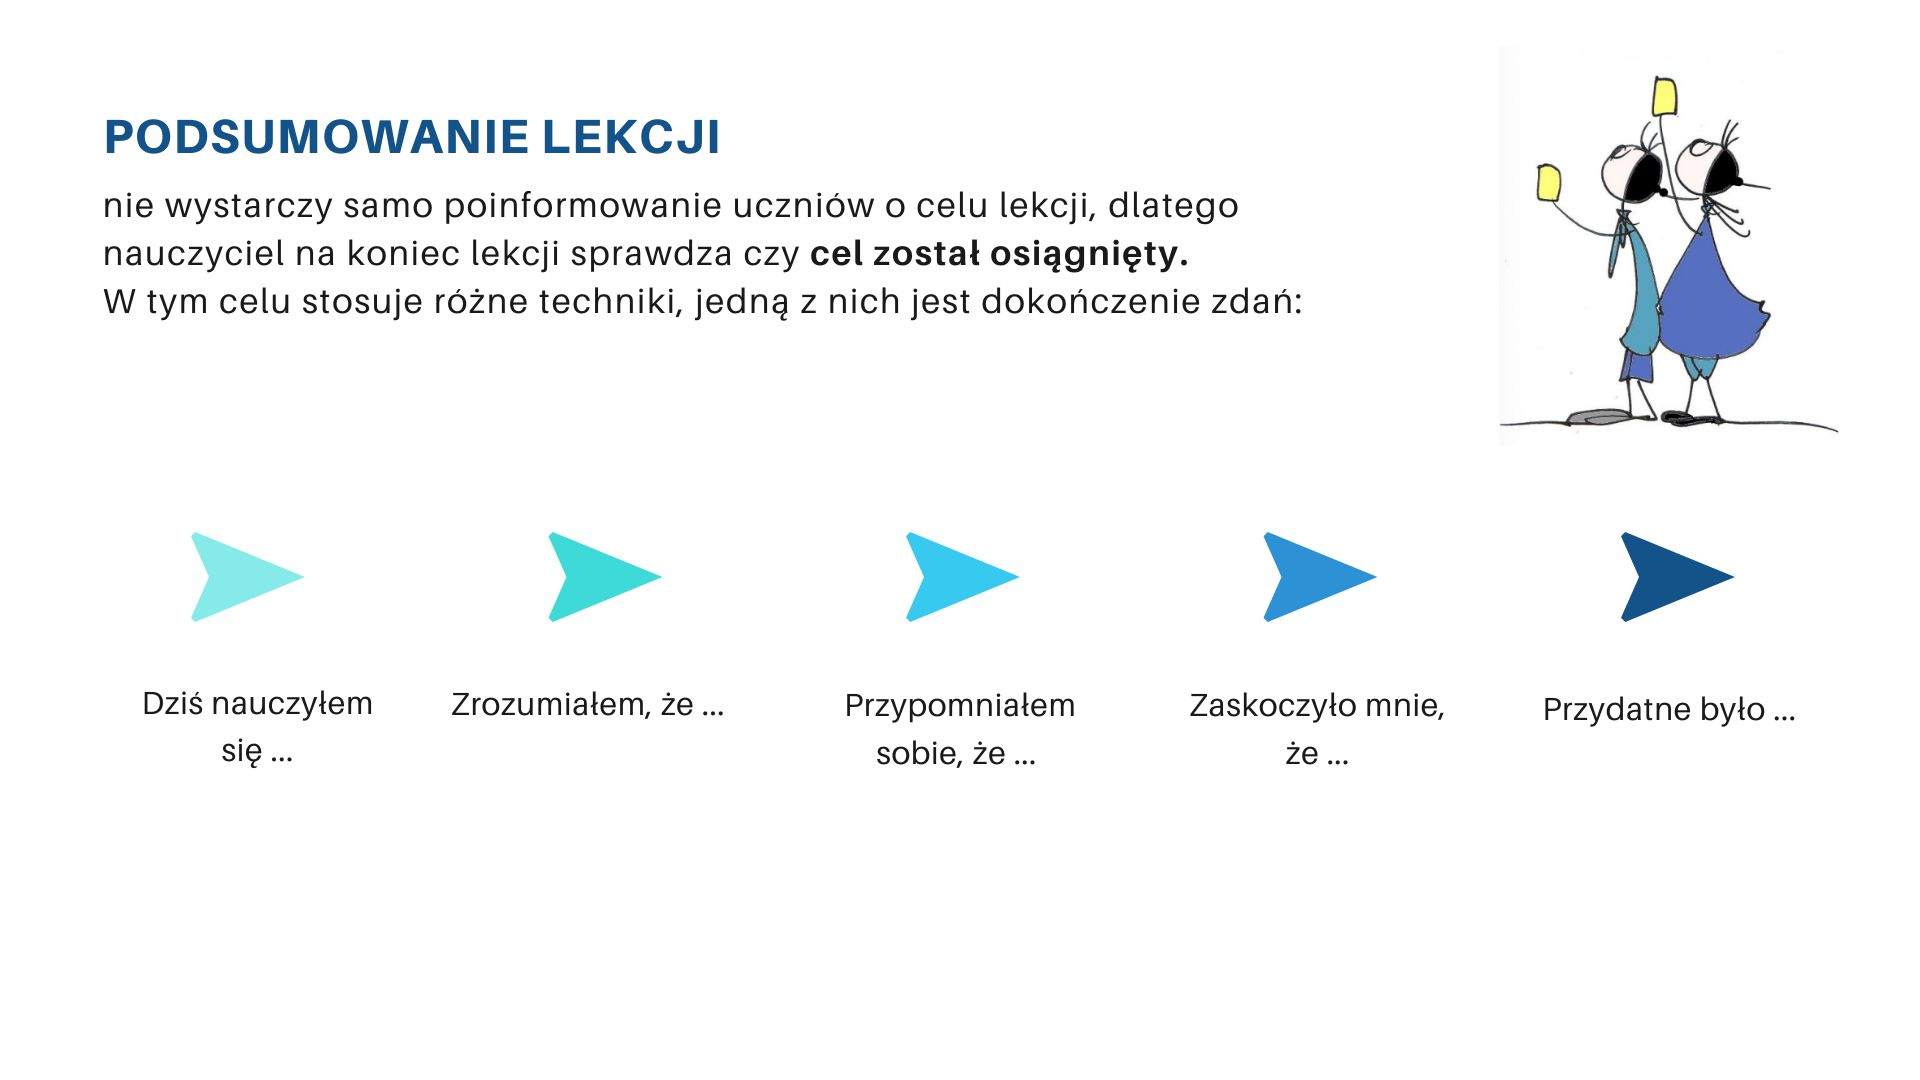 PODSUMOWANIE LEKCJI
nie wystarczy samo poinformowanie uczniów o celu lekcji, dlatego
nauczyciel na koniec lekcji sprawdza czy cel został osiągnięty.
W tym celu stosuje różne techniki, jedną z nich jest dokończenie zdań:
Dziś nauczyłem
się ...
Zrozumiałem, że ...
Przypomniałem
sobie, że ...
Zaskoczyło mnie,
że ...
Przydatne było ...